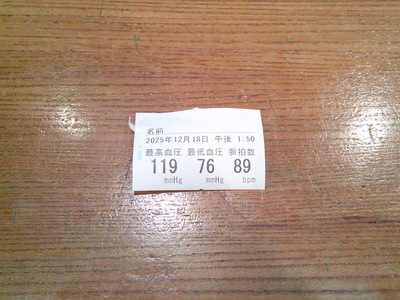 名前
2025年12月18日 午後 1:50
最高血圧 最低血圧 脈拍数
119 76 89
mmHg mmHg bpm